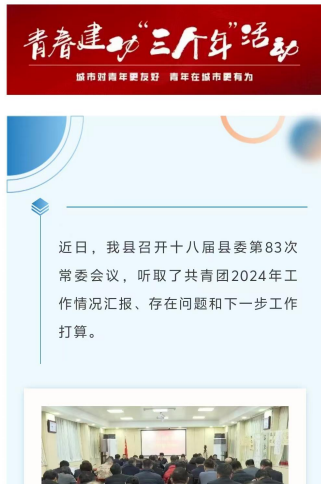 青春建功“三个年”活动
城市对青年更友好 青年在城市更有为
近日，我县召开十八届县委第83次
常委会议，听取了共青团2024年工
作情况汇报、存在问题和下一步工作
打算。